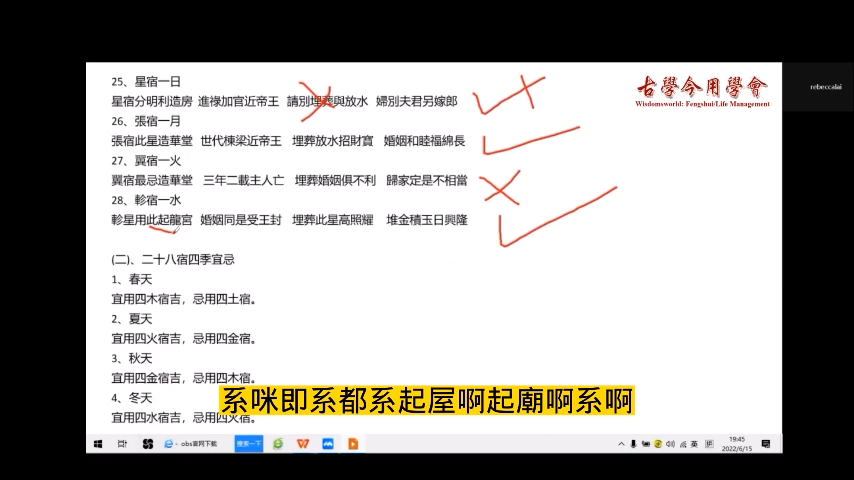 25、星宿一日
星宿分明利造房 進祿加官近帝王 請別埋葬與放水 婦別夫君另嫁郎
26、張宿一月
張宿此星造華堂 世代棟梁近帝王 埋葬放水招財寶 婚姻和睦福綿長
27、翼宿一火
翼宿最忌造華堂 三年二載主人亡 埋葬婚姻俱不利 歸家定是不相當
28、軫宿一水
軫星用此起龍宮 婚姻同是受王封 埋葬此星高照耀 堆金積玉日興隆
(二)、二十八宿四季宜忌
1、春天
宜用四木宿吉，忌用四土宿。
2、夏天
宜用四火宿吉，忌用四金宿。
3、秋天
宜用四金宿吉，忌用四木宿。
4、冬天
宜用四水宿吉，忌用四火宿。
古學今用學會
Wisdomsworld: Fengshui/Life Management
rebeccalai
系咪即系都系起屋啊起廟啊系啊
obs官网下载
搜索一下
英
19:45
2022/6/15